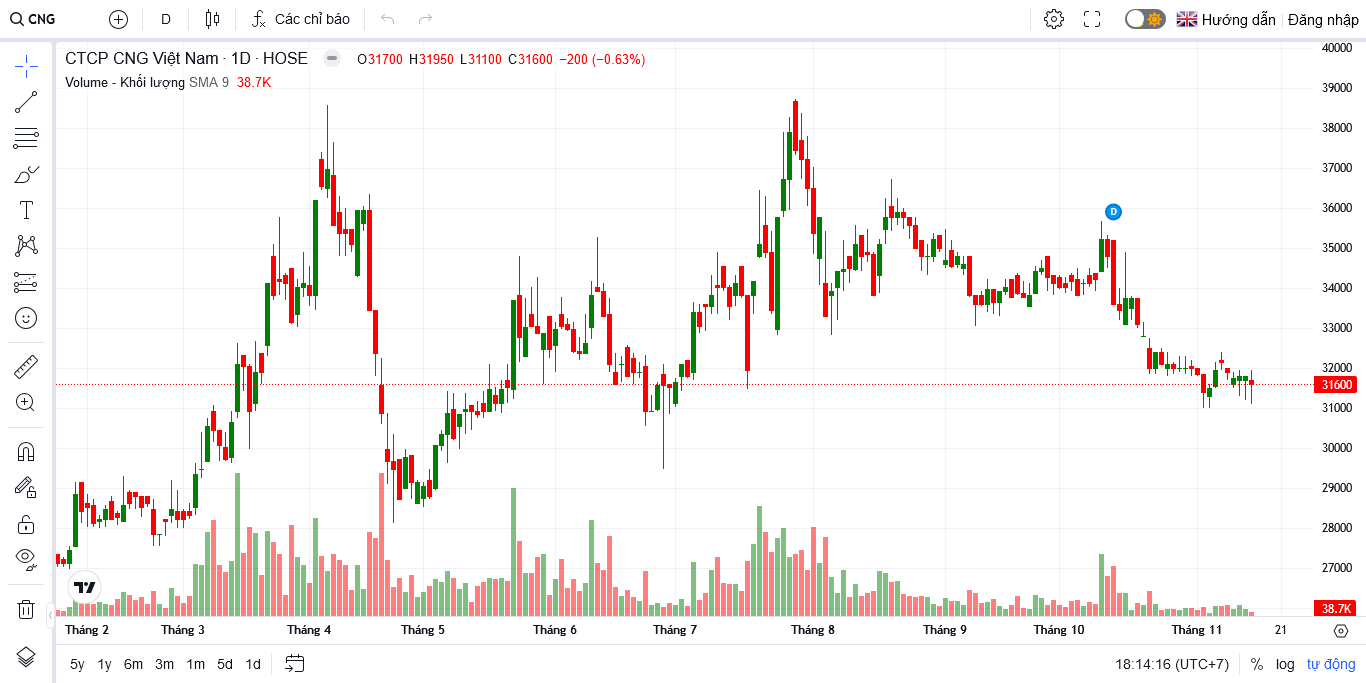 CNG D Các chỉ báo Hướng dẫn Đăng nhập
CTCP CNG Việt Nam · 1D · HOSE O31700 H31950 L31100 C31600 −200 (−0.63%)
Volume - Khối lượng SMA 9 38.7K
40000
39000
38000
37000
36000
D
35000
34000
33000
32000
31600
31000
30000
29000
28000
27000
38.7K
Tháng 2 Tháng 3 Tháng 4 Tháng 5 Tháng 6 Tháng 7 Tháng 8 Tháng 9 Tháng 10 Tháng 11 21
5y 1y 6m 3m 1m 5d 1d 18:14:16 (UTC+7) % log tự động